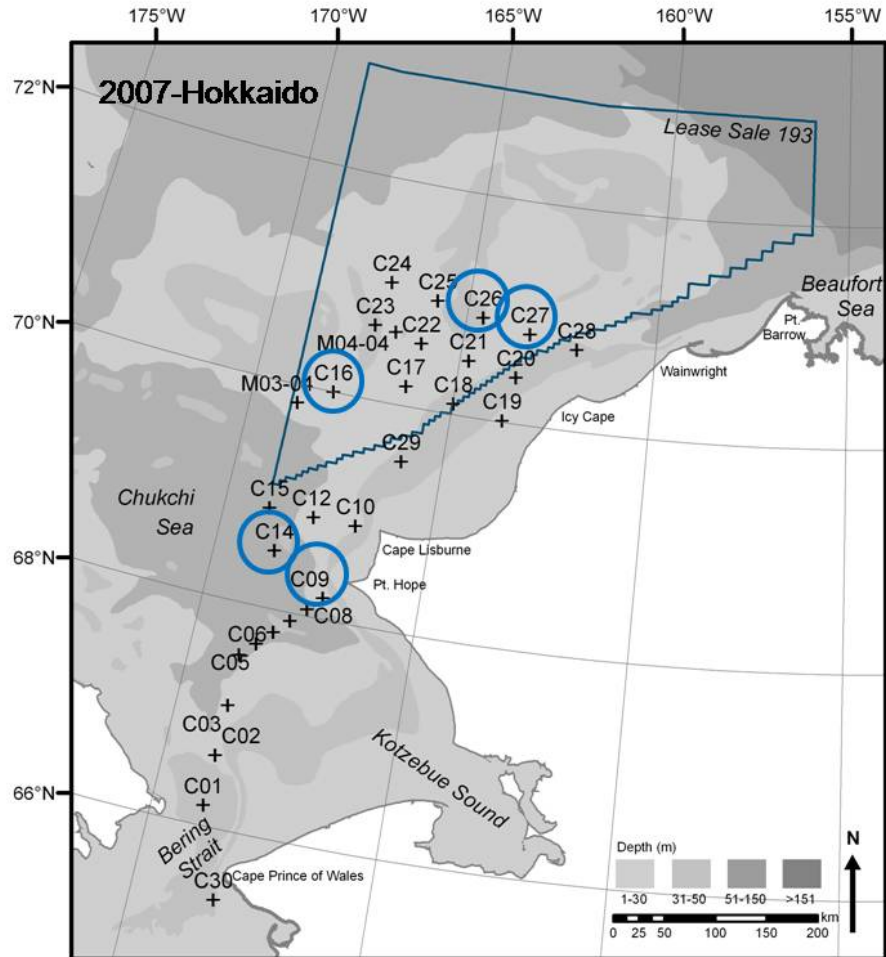 175°W 170°W 165°W 160°W 155°W
72°N
2007-Hokkaido
Lease Sale 193
Beaufort
Sea
C24
C25
C26
C27
C23
C22
C28
Pt.
Barrow
70°N
M04-04
C21
Wainwright
C16
C17
C20
M03-04
C18
C19
Icy Cape
C29
C15
C12
C10
Chukchi
Sea
C14
Cape Lisburne
68°N
C09
Pt. Hope
C08
C06
C05
C03
C02
Kotzebue Sound
C01
66°N
Bering
Strait
C30
Cape Prince of Wales
Depth (m)
1-30 31-50 51-150 >151
N
km
0 25 50 100 150 200